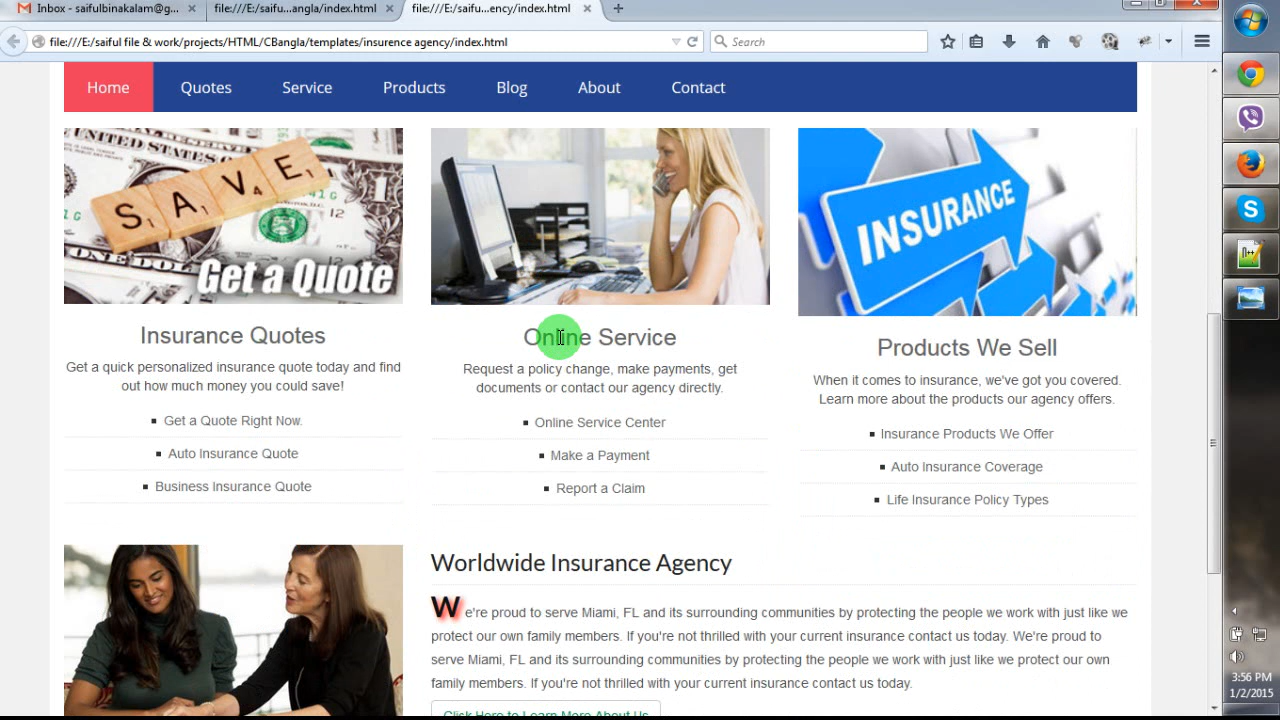 Inbox - saifulbinakalam@g...
file:///E:/saifu...angla/index.html
file:///E:/saifu...ency/index.html
file:///E:/saiful file & work/projects/HTML/CBangla/templates/insurence agency/index.html
Search
Home
Quotes
Service
Products
Blog
About
Contact
UNITED STATES
SAVE
Get a Quote
INSURANCE
Insurance Quotes
Get a quick personalized insurance quote today and find
out how much money you could save!
Get a Quote Right Now.
Auto Insurance Quote
Business Insurance Quote
Online Service
Request a policy change, make payments, get
documents or contact our agency directly.
Online Service Center
Make a Payment
Report a Claim
Products We Sell
When it comes to insurance, we've got you covered.
Learn more about the products our agency offers.
Insurance Products We Offer
Auto Insurance Coverage
Life Insurance Policy Types
Worldwide Insurance Agency
We're proud to serve Miami, FL and its surrounding communities by protecting the people we work with just like we
protect our own family members. If you're not thrilled with your current insurance contact us today. We're proud to
serve Miami, FL and its surrounding communities by protecting the people we work with just like we protect our own
family members. If you're not thrilled with your current insurance contact us today.
Click Here to Learn More About Us
3:56 PM
1/2/2015